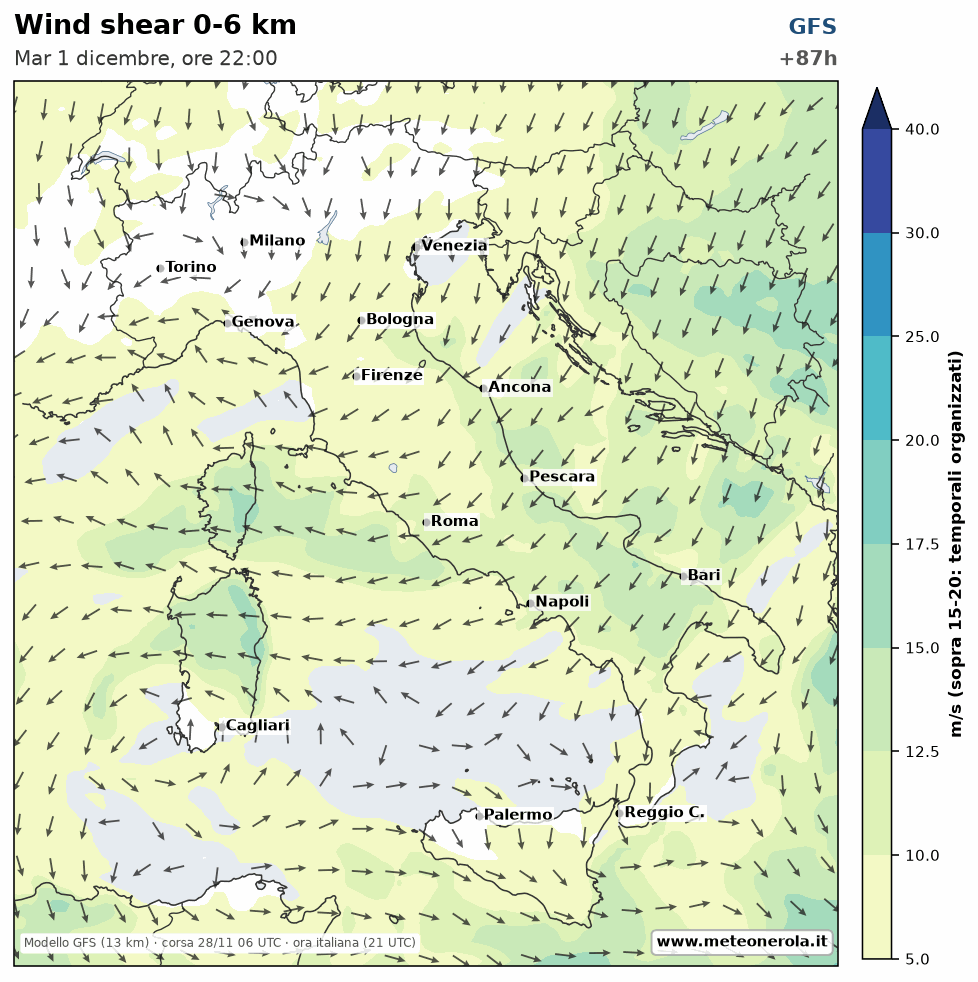 Wind shear 0-6 km
GFS
Mar 1 dicembre, ore 22:00
+87h
40.0
30.0
25.0
20.0
17.5
15.0
12.5
10.0
5.0
m/s (sopra 15-20: temporali organizzati)
Milano
Venezia
Torino
Genova
Bologna
Firenze
Ancona
Pescara
Roma
Bari
Napoli
Cagliari
Palermo
Reggio C.
Modello GFS (13 km) · corsa 28/11 06 UTC · ora italiana (21 UTC)
www.meteonerola.it